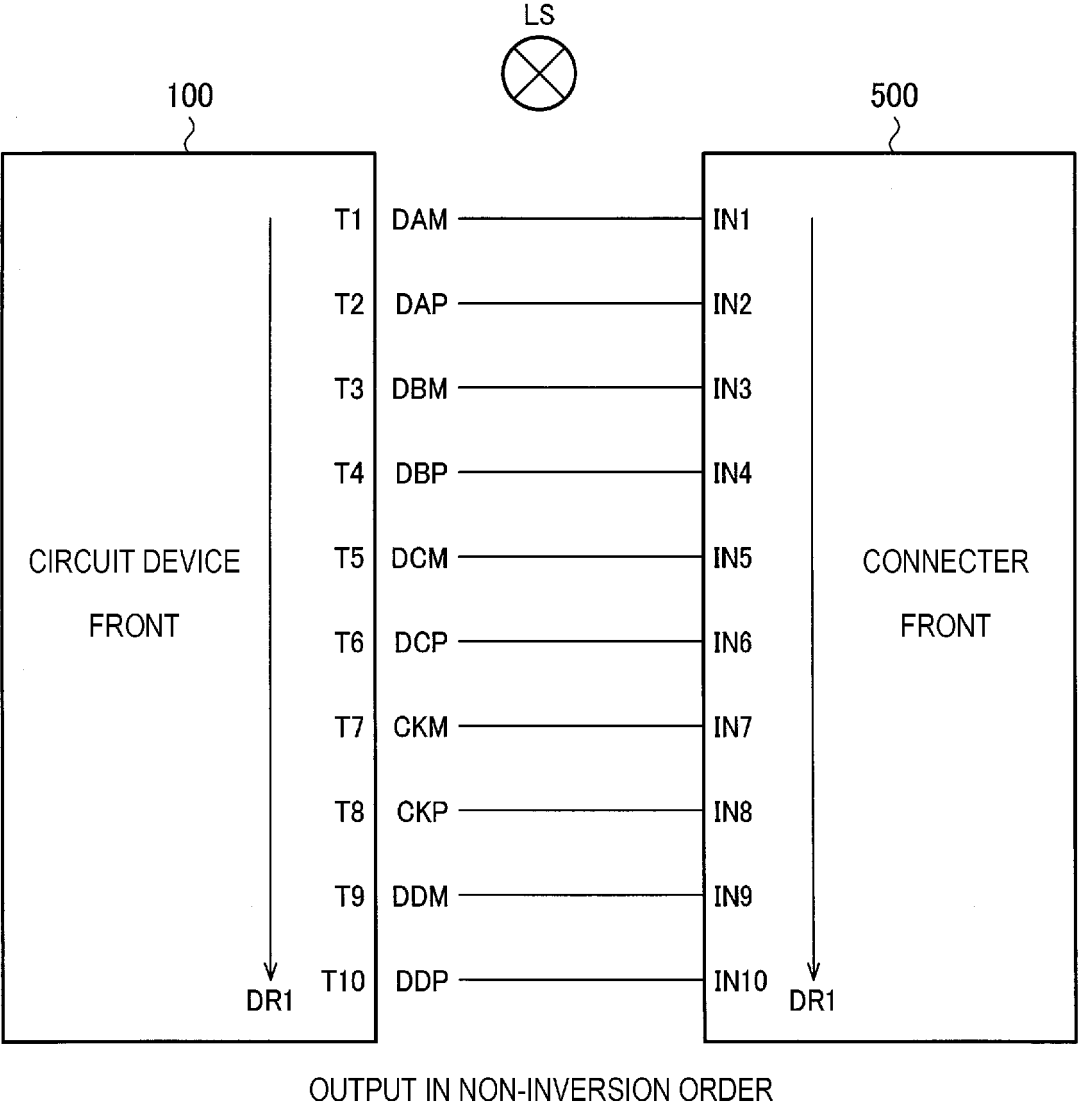 LS
100
500
T1 DAM IN1
T2 DAP IN2
T3 DBM IN3
T4 DBP IN4
T5 DCM IN5
T6 DCP IN6
T7 CKM IN7
T8 CKP IN8
T9 DDM IN9
T10 DDP IN10
CIRCUIT DEVICE
FRONT
CONNECTER
FRONT
DR1
DR1
OUTPUT IN NON-INVERSION ORDER